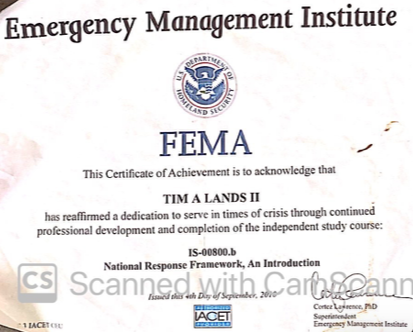 Emergency Management Institute
U.S. DEPARTMENT OF HOMELAND SECURITY
FEMA
This Certificate of Achievement is to acknowledge that
TIM A LANDS II
has reaffirmed a dedication to serve in times of crisis through continued
professional development and completion of the independent study course:
IS-00800.b
National Response Framework, An Introduction
CS Scanned with CamScann
Issued this 4th Day of September, 2010
Cortez Lawrence, PhD
Superintendent
Emergency Management Institute
IACET
IACET CEU